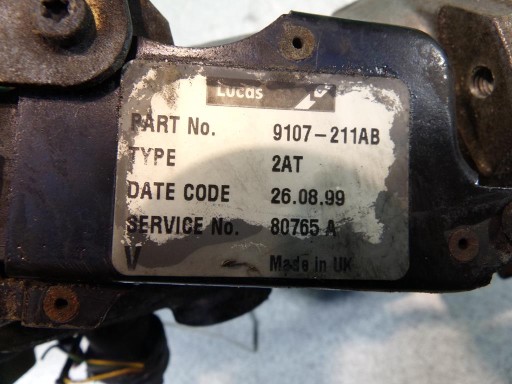 Lucas
PART No. 9107-211AB
TYPE 2AT
DATE CODE 26.08.99
SERVICE No. 80765 A
V Made in UK